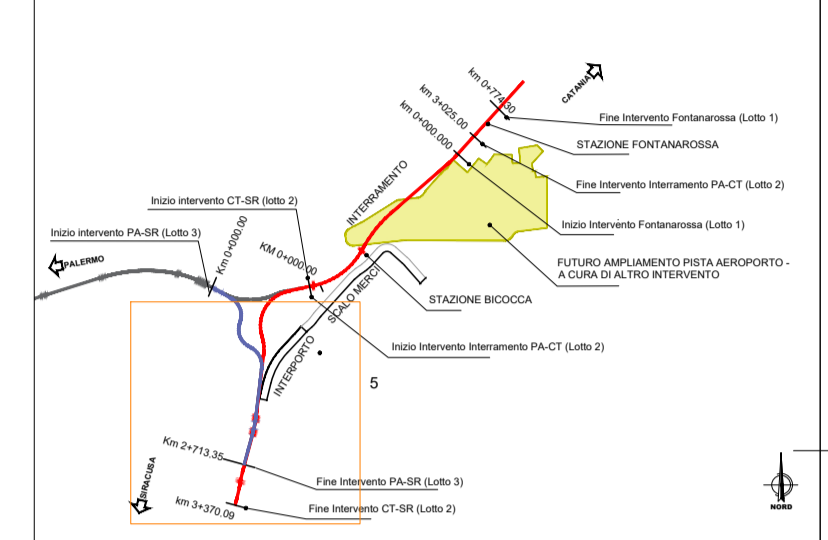 km 0+774.30
CATANIA
km 3+025.00
km 0+000.000
Fine Intervento Fontanarossa (Lotto 1)
STAZIONE FONTANAROSSA
Fine Intervento Interramento PA-CT (Lotto 2)
INTERRAMENTO
Inizio intervento CT-SR (lotto 2)
Inizio Intervento Fontanarossa (Lotto 1)
Inizio intervento PA-SR (Lotto 3)
Km 0+000.00
KM 0+000.00
PALERMO
FUTURO AMPLIAMENTO PISTA AEROPORTO -
A CURA DI ALTRO INTERVENTO
STAZIONE BICOCCA
SCALO MERCI
Inizio Intervento Interramento PA-CT (Lotto 2)
INTERPORTO
5
Km 2+713.35
SIRACUSA
Fine Intervento PA-SR (Lotto 3)
km 3+370.09
Fine Intervento CT-SR (Lotto 2)
NORD